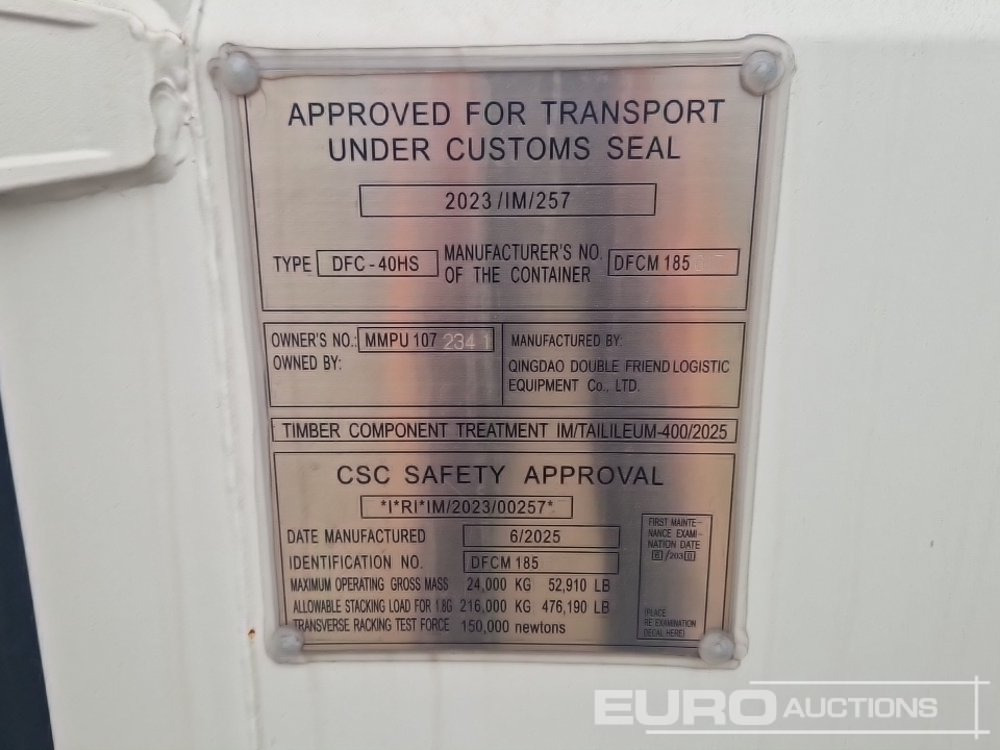 APPROVED FOR TRANSPORT
UNDER CUSTOMS SEAL
2023/IM/257
TYPE DFC-40HS MANUFACTURER'S NO. OF THE CONTAINER DFCM 185
OWNER'S NO.: MMPU 107 234 1
OWNED BY:
MANUFACTURED BY:
QINGDAO DOUBLE FRIEND LOGISTIC
EQUIPMENT Co., LTD.
TIMBER COMPONENT TREATMENT IM/TAILILEUM-400/2025
CSC SAFETY APPROVAL
*I*RI*IM/2023/00257*
DATE MANUFACTURED 6/2025
IDENTIFICATION NO. DFCM 185
MAXIMUM OPERATING GROSS MASS 24,000 KG 52,910 LB
ALLOWABLE STACKING LOAD FOR 1.8G 216,000 KG 476,190 LB
TRANSVERSE RACKING TEST FORCE 150,000 newtons
FIRST MAINTE-
NANCE EXAMI-
NATION DATE
6/2030
(PLACE
RE EXAMINATION
DECAL HERE)
EURO AUCTIONS